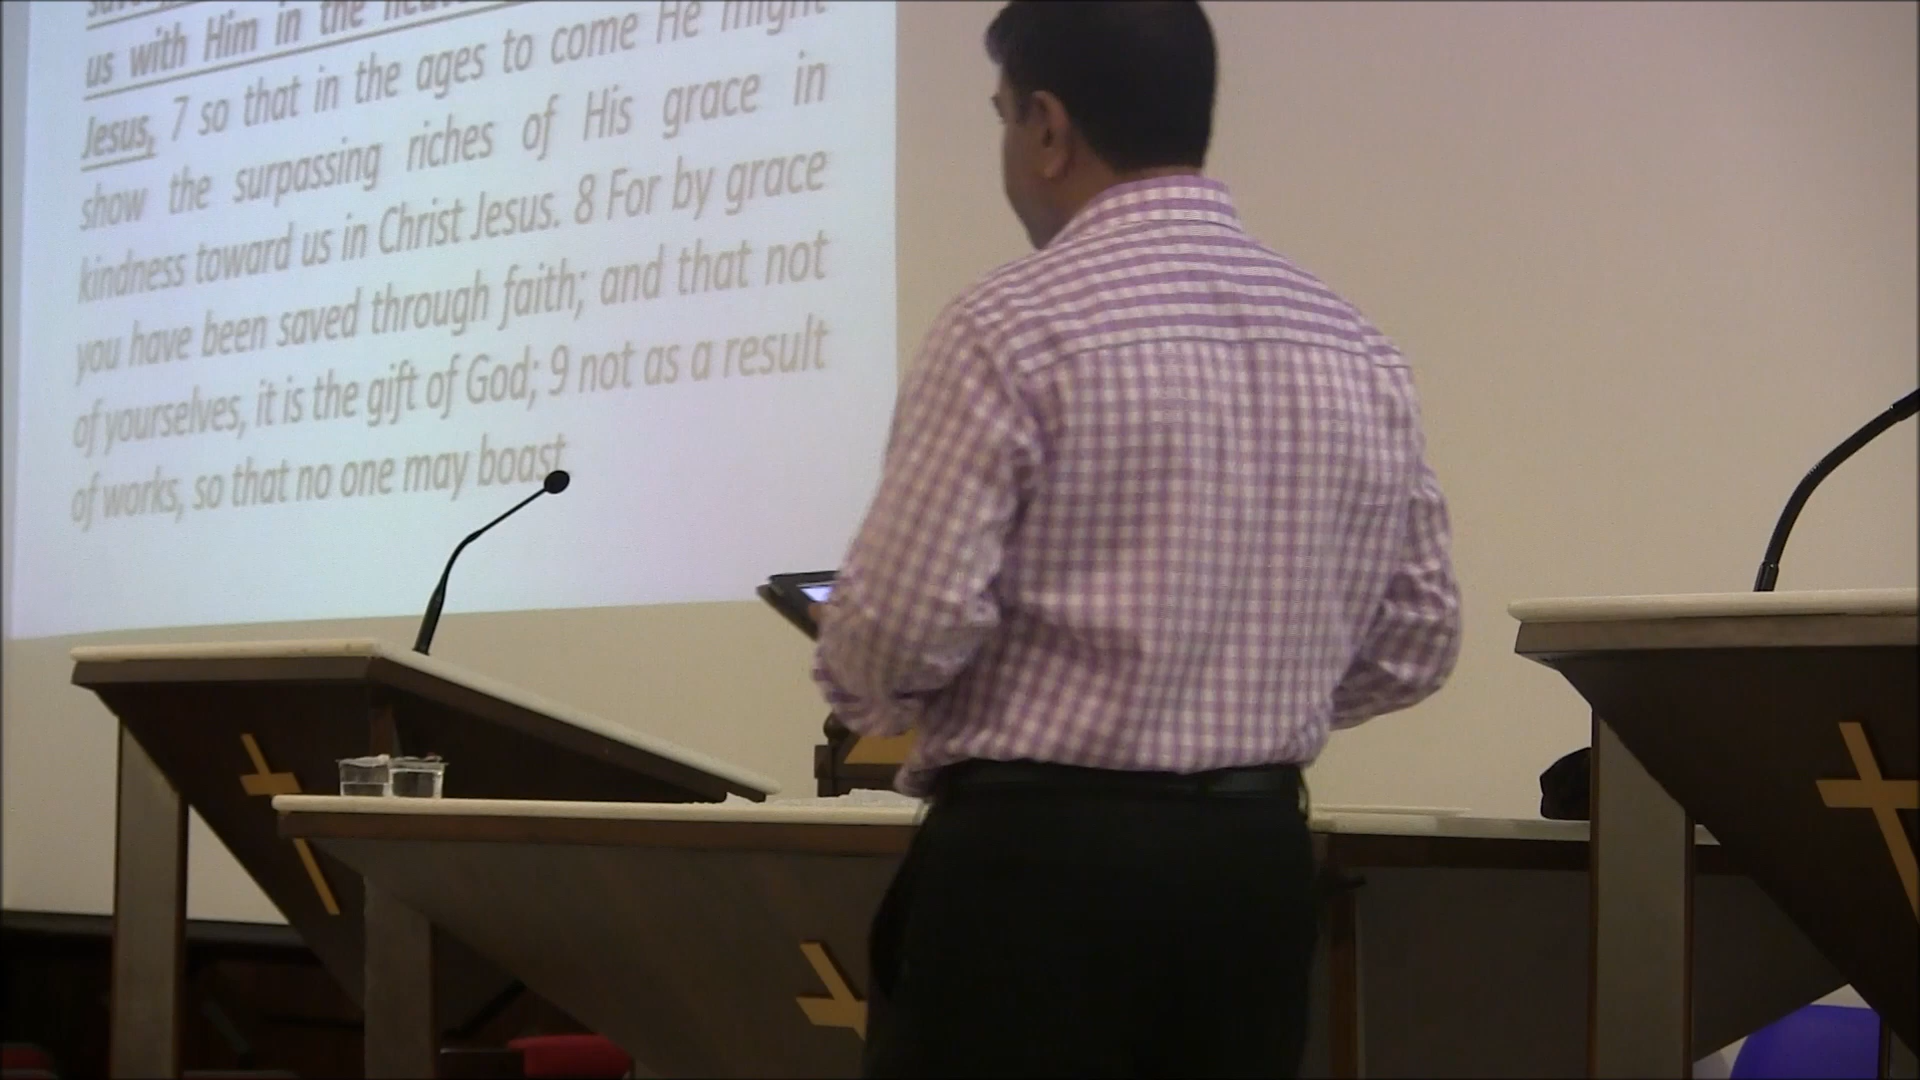 us with Him in the
Jesus, 7 so that in the ages to come He might
show the surpassing riches of His grace in
kindness toward us in Christ Jesus. 8 For by grace
you have been saved through faith; and that not
of yourselves, it is the gift of God; 9 not as a result
of works, so that no one may boast